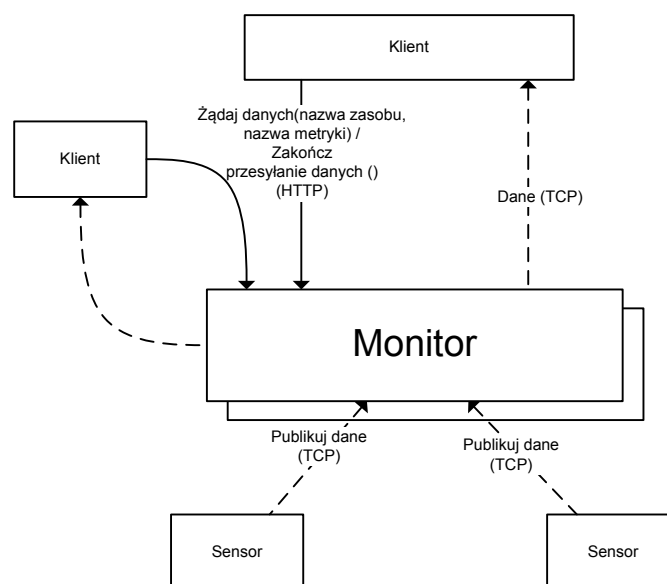 Klient
Żądaj danych(nazwa zasobu,
nazwa metryki) /
Zakończ
przesyłanie danych ()
(HTTP)
Klient
Dane (TCP)
Monitor
Publikuj dane
(TCP)
Publikuj dane
(TCP)
Sensor
Sensor